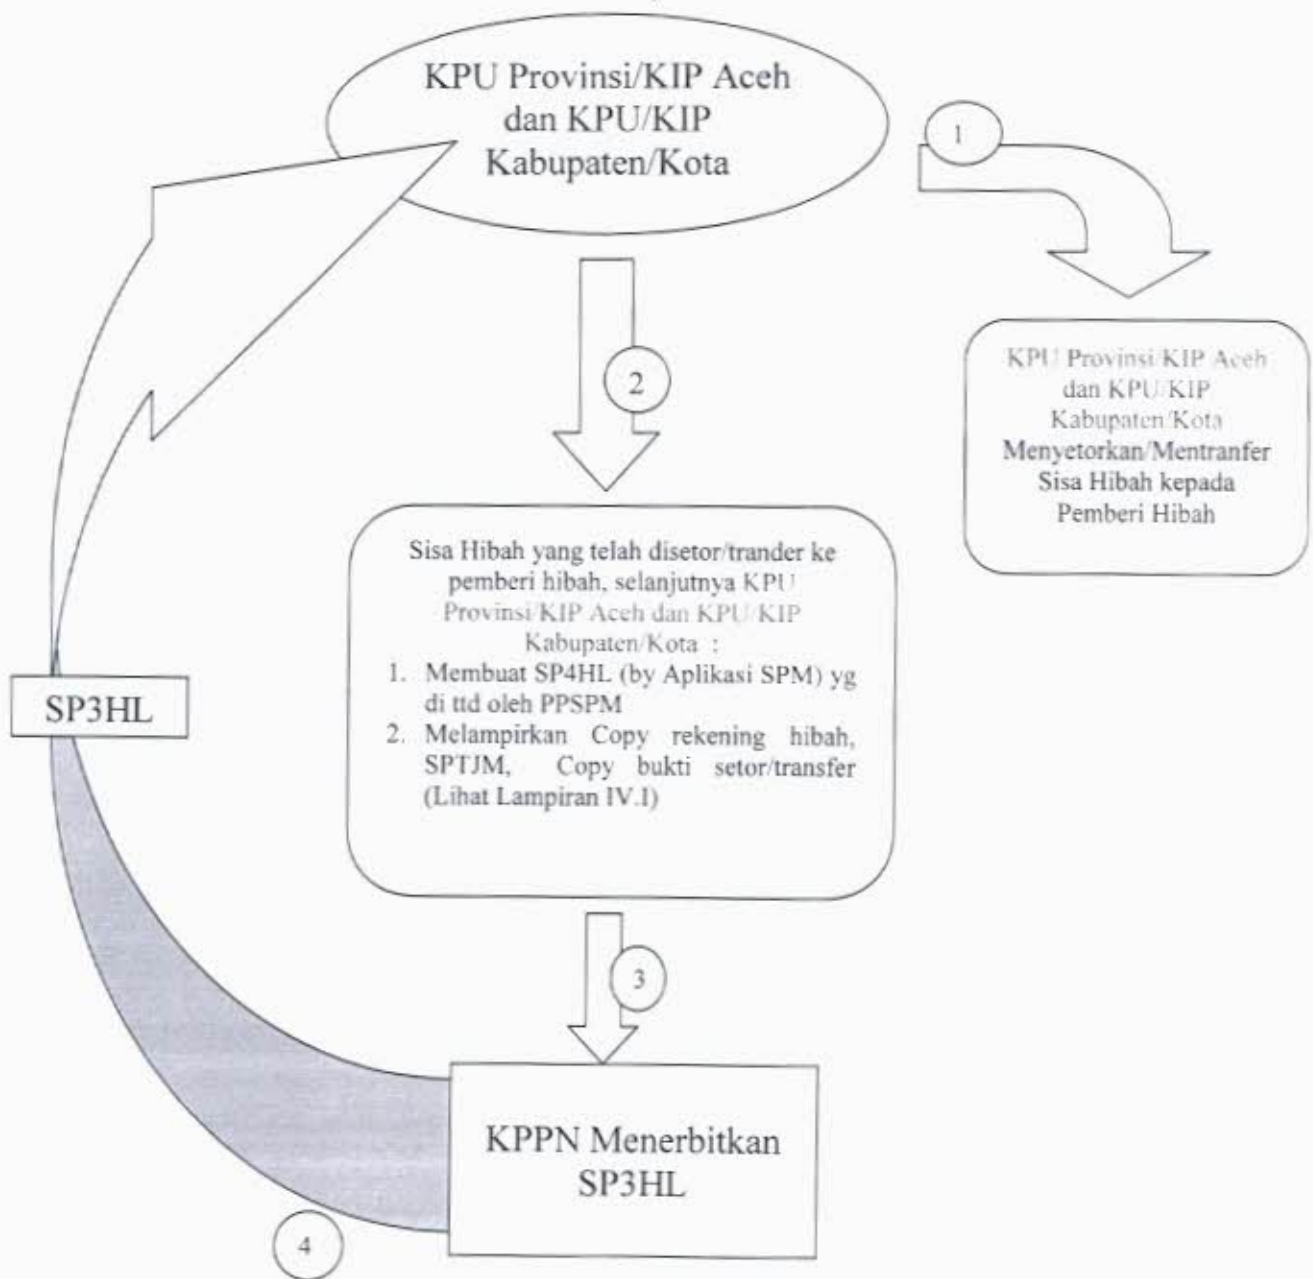 KPU Provinsi/KIP Aceh
dan KPU/KIP
Kabupaten/Kota
1
KPU Provinsi/KIP Aceh
dan KPU/KIP
Kabupaten/Kota
Menyetorkan/Mentranfer
Sisa Hibah kepada
Pemberi Hibah
2
Sisa Hibah yang telah disetor/trander ke
pemberi hibah, selanjutnya KPU
Provinsi/KIP Aceh dan KPU/KIP
Kabupaten/Kota :
1. Membuat SP4HL (by Aplikasi SPM) yg
di ttd oleh PPSPM
2. Melampirkan Copy rekening hibah,
SPTJM, Copy bukti setor/transfer
(Lihat Lampiran IV.I)
SP3HL
3
KPPN Menerbitkan
SP3HL
4